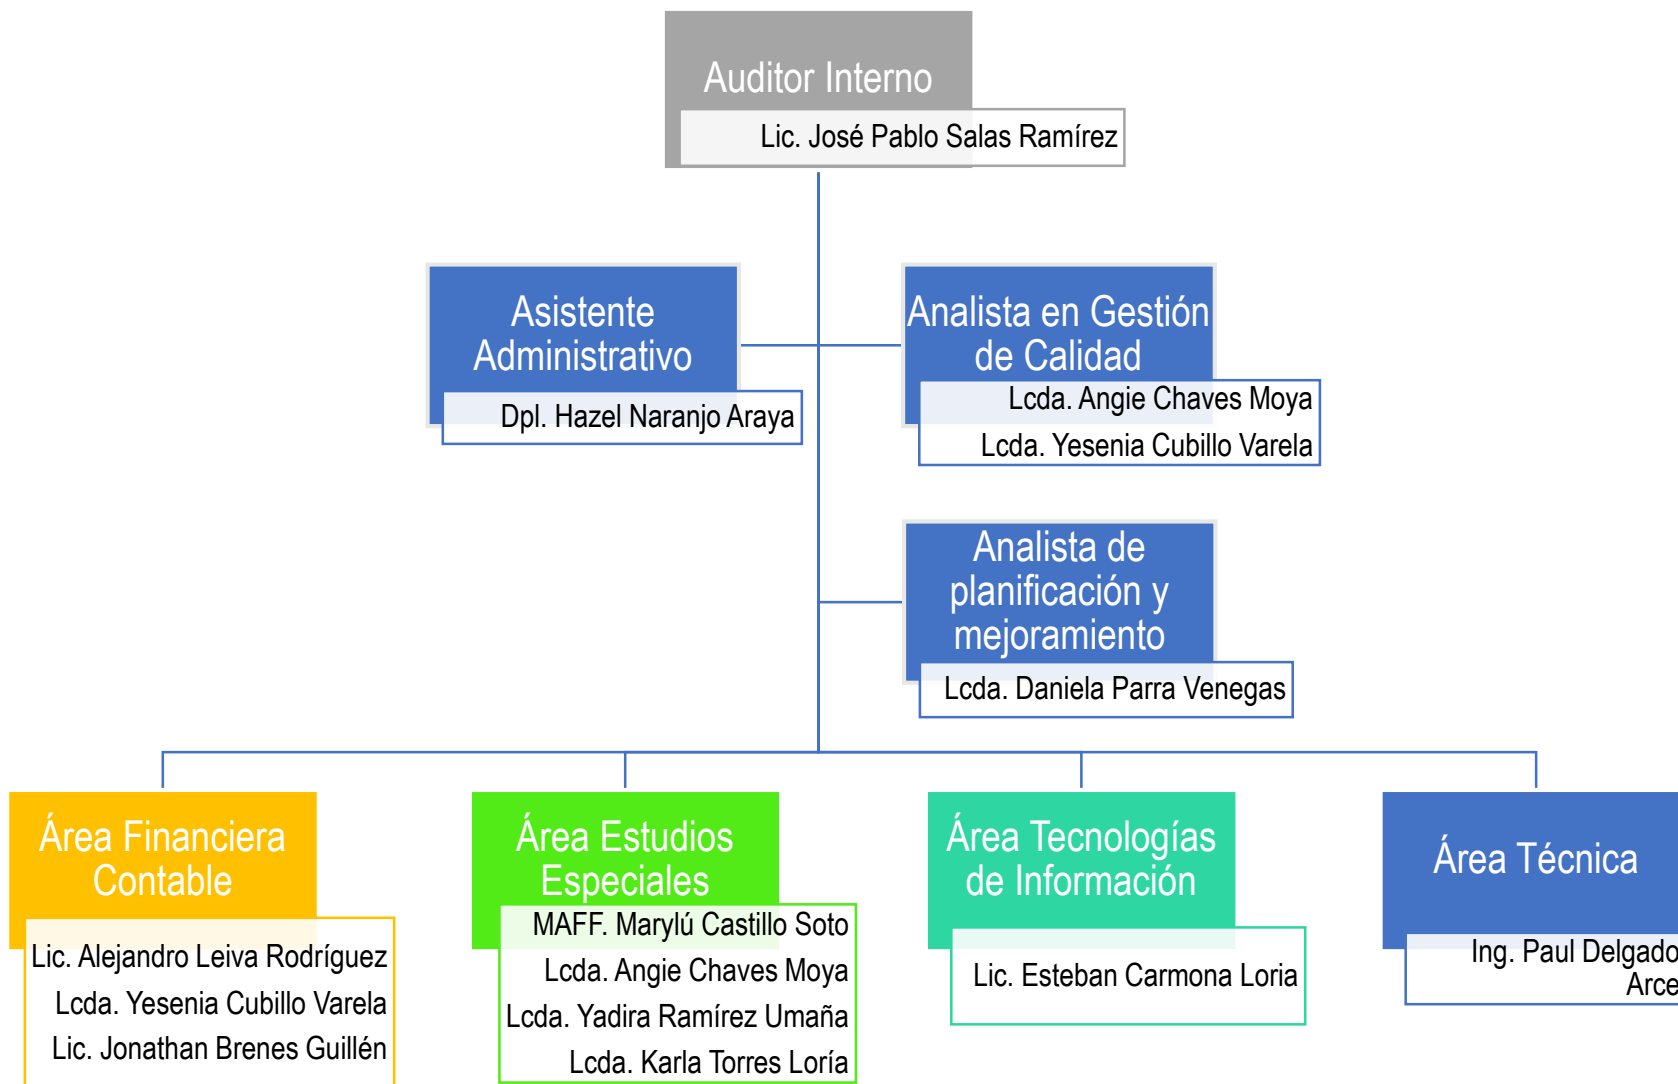 Auditor Interno
Lic. José Pablo Salas Ramírez
Asistente
Administrativo
Dpl. Hazel Naranjo Araya
Analista en Gestión
de Calidad
Lcda. Angie Chaves Moya
Lcda. Yesenia Cubillo Varela
Analista de
planificación y
mejoramiento
Lcda. Daniela Parra Venegas
Área Financiera
Contable
Lic. Alejandro Leiva Rodríguez
Lcda. Yesenia Cubillo Varela
Lic. Jonathan Brenes Guillén
Área Estudios
Especiales
MAFF. Marylú Castillo Soto
Lcda. Angie Chaves Moya
Lcda. Yadira Ramírez Umaña
Lcda. Karla Torres Loría
Área Tecnologías
de Información
Lic. Esteban Carmona Loria
Área Técnica
Ing. Paul Delgado
Arce